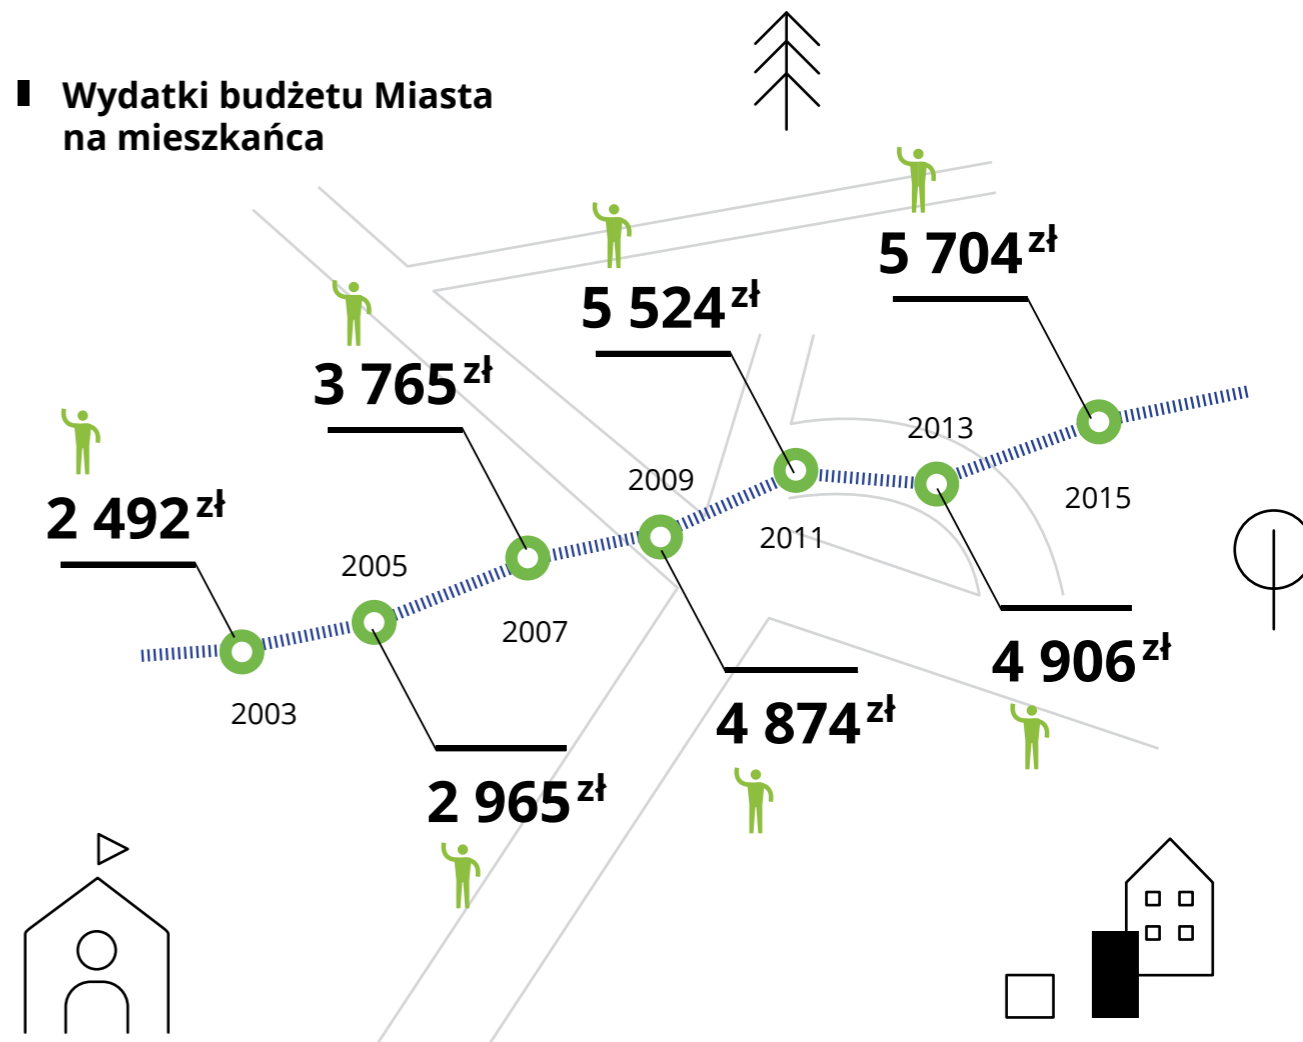 Wydatki budżetu Miasta
na mieszkańca
5 704 zł
5 524 zł
3 765 zł
2 492 zł
2013
2009
2015
2011
2005
2007
2003
4 906 zł
4 874 zł
2 965 zł